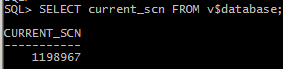 SQL> SELECT current_scn FROM v$database;
CURRENT_SCN
-----------
1198967